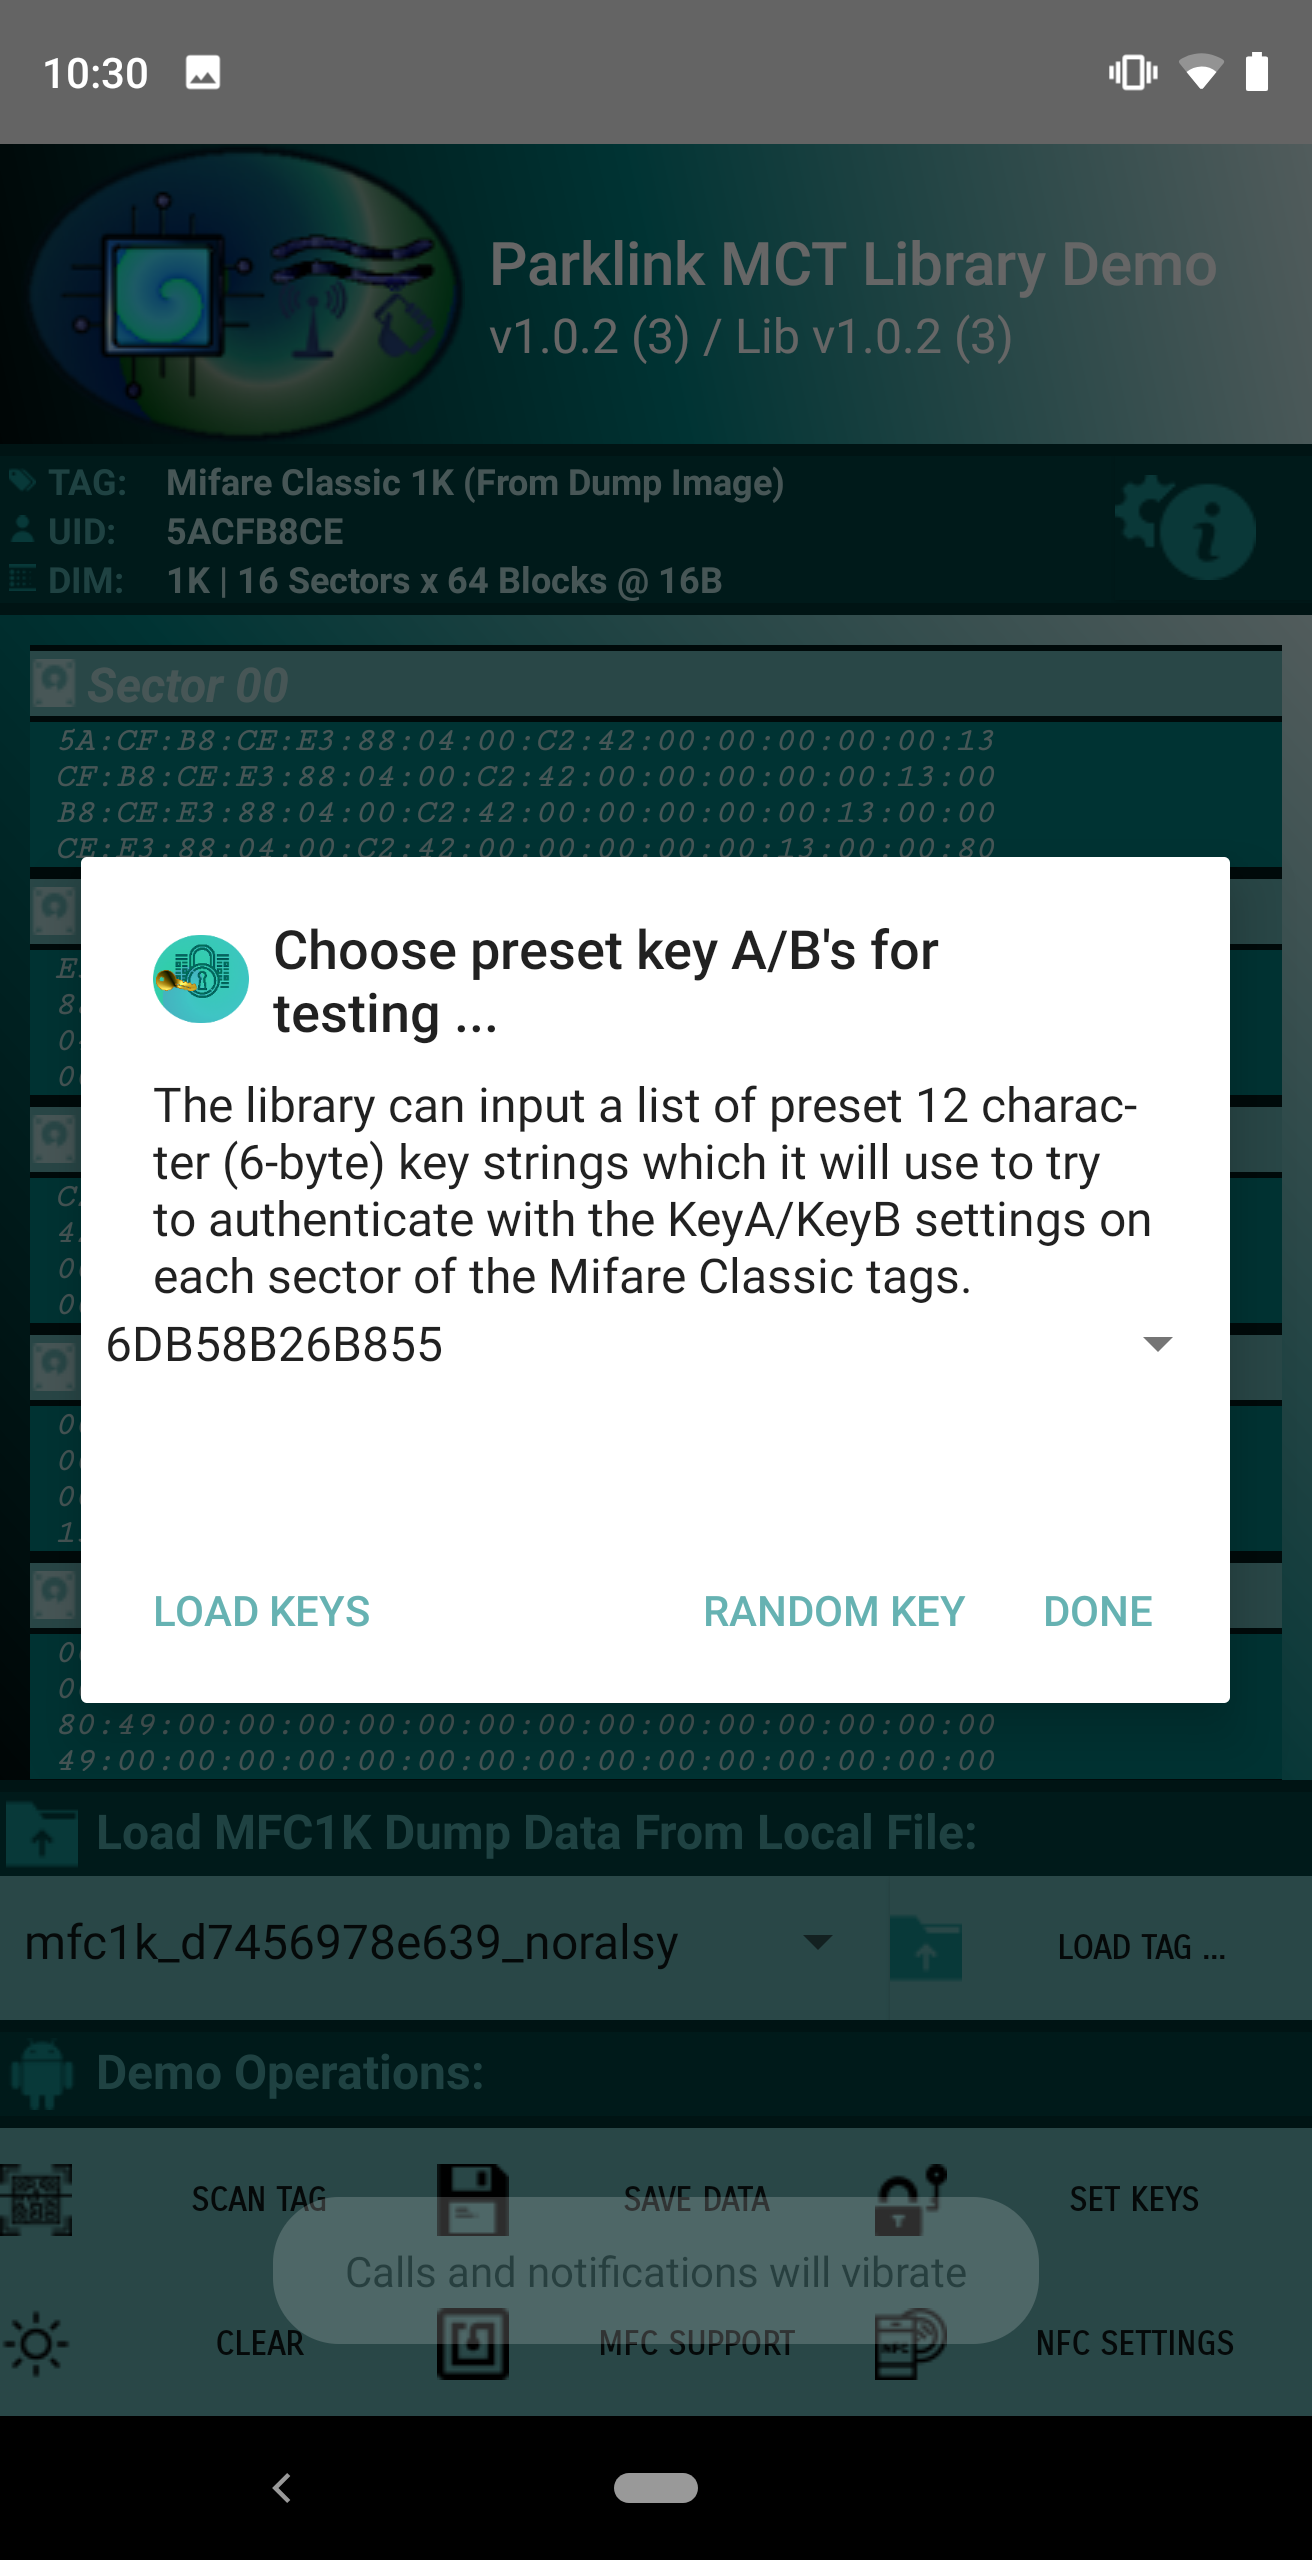 10:30
Parklink MCT Library Demo
v1.0.2 (3) / Lib v1.0.2 (3)
TAG: Mifare Classic 1K (From Dump Image)
UID: 5ACFB8CE
DIM: 1K | 16 Sectors x 64 Blocks @ 16B
Sector 00
5A:CF:B8:CE:E3:88:04:00:C2:42:00:00:00:00:00:13
CF:B8:CE:E3:88:04:00:C2:42:00:00:00:00:00:13:00
B8:CE:E3:88:04:00:C2:42:00:00:00:00:00:13:00:00
CE:E3:88:04:00:C2:42:00:00:00:00:00:13:00:00:80
Choose preset key A/B's for
testing ...
The library can input a list of preset 12 charac-
ter (6-byte) key strings which it will use to try
to authenticate with the KeyA/KeyB settings on
each sector of the Mifare Classic tags.
6DB58B26B855
LOAD KEYS RANDOM KEY DONE
80:49:00:00:00:00:00:00:00:00:00:00:00:00:00:00
49:00:00:00:00:00:00:00:00:00:00:00:00:00:00:00
Load MFC1K Dump Data From Local File:
mfc1k_d7456978e639_noralsy LOAD TAG ...
Demo Operations:
SCAN TAG SAVE DATA SET KEYS
Calls and notifications will vibrate
CLEAR MFC SUPPORT NFC SETTINGS